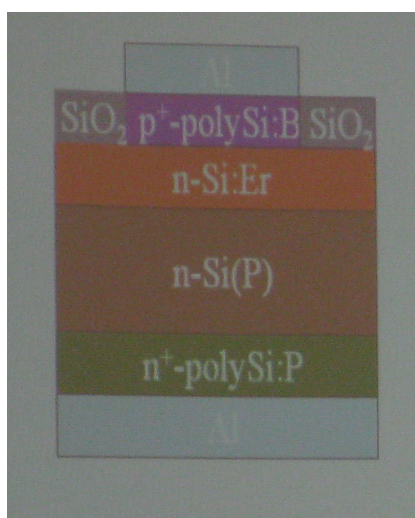 Al
SiO₂ p⁺-polySi:B SiO₂
n-Si:Er
n-Si(P)
n⁺-polySi:P
Al